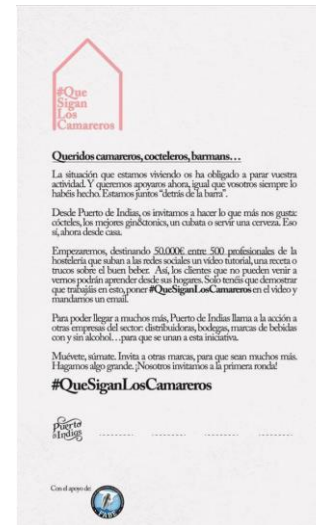 #Que
Sigan
Los
Camareros
Queridos camareros, cocteleros, barmans…
La situación que estamos viviendo os ha obligado a parar vuestra
actividad. Y queremos apoyaros ahora, igual que vosotros siempre lo
habéis hecho. Estamos juntos “detrás de la barra”.
Desde Puerto de Indias, os invitamos a hacer lo que más nos gusta:
cócteles, los mejores gin&tonics, un cubata o servir una cerveza. Eso
sí, ahora desde casa.
Empezaremos, destinando 50.000€ entre 500 profesionales de la
hostelería que suban a las redes sociales un vídeo tutorial, una receta o
trucos sobre el buen beber. Así, los clientes que no pueden venir a
vernos podrán aprender desde sus hogares. Solo tenéis que demostrar
que trabajáis en esto, poner #QueSiganLosCamareros en el vídeo y
mandarnos un email.
Para poder llegar a muchos más, Puerto de Indias llama a la acción a
otras empresas del sector: distribuidoras, bodegas, marcas de bebidas
con y sin alcohol…para que se unan a esta iniciativa.
Muévete, súmate. Invita a otras marcas, para que sean muchos más.
Hagamos algo grande. ¡Nosotros invitamos a la primera ronda!
#QueSiganLosCamareros
Puerto
de Indias
Con el apoyo de: